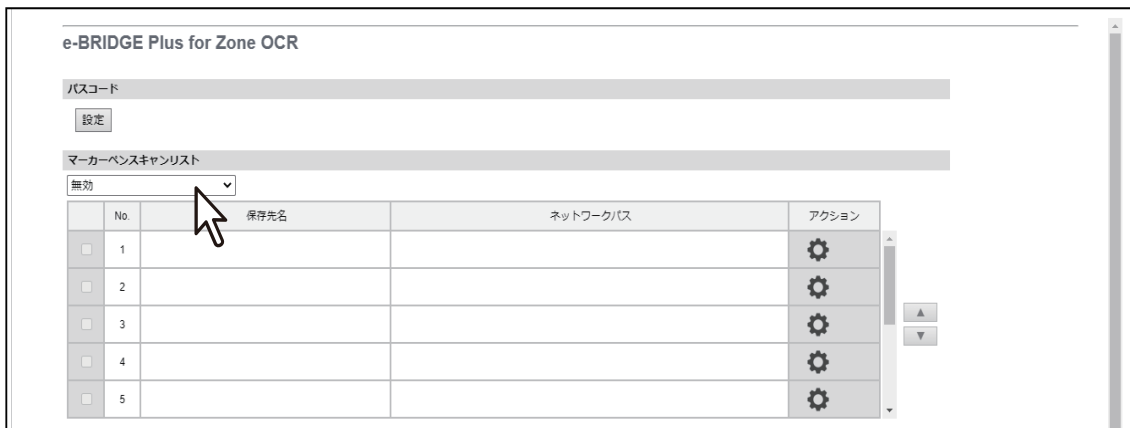 e-BRIDGE Plus for Zone OCR
パスコード
設定
マーカーペンスキャンリスト
無効
No. 保存先名 ネットワークパス アクション
1
2
3
4
5